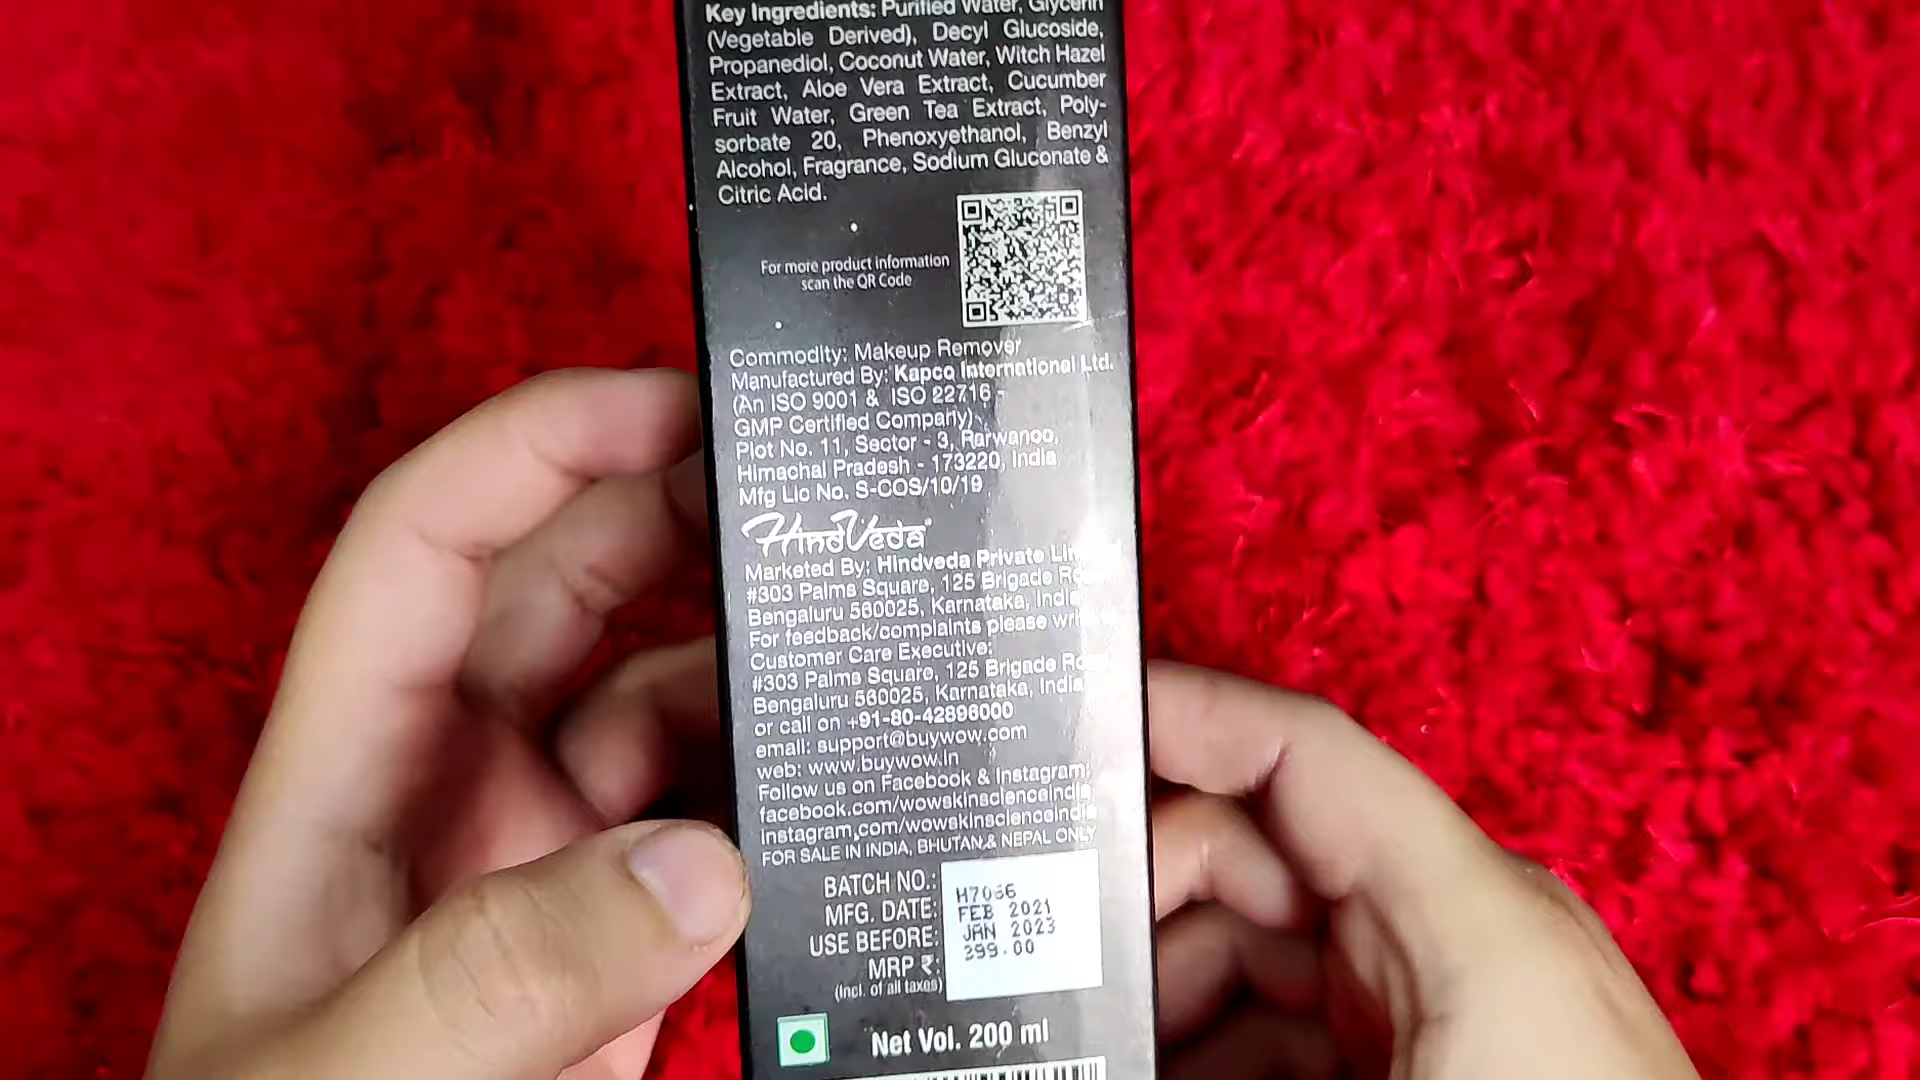 Key Ingredients: Purified Water, Glycerin
(Vegetable Derived), Decyl Glucoside,
Propanediol, Coconut Water, Witch Hazel
Extract, Aloe Vera Extract, Cucumber
Fruit Water, Green Tea Extract, Poly-
sorbate 20, Phenoxyethanol, Benzyl
Alcohol, Fragrance, Sodium Gluconate &
Citric Acid.
For more product information
scan the QR Code
Commodity: Makeup Remover
Manufactured By: Kapco International Ltd.
(An ISO 9001 & ISO 22716 -
GMP Certified Company)
Plot No. 11, Sector - 3, Parwanoo,
Himachal Pradesh - 173220, India
Mfg Lic No. S-COS/10/19
HindVeda
Marketed By: Hindveda Private
#303 Palms Square, 125 Brigade
Bengaluru 560025, Karnataka, India
For feedback/complaints please
Customer Care Executive:
#303 Palms Square, 125 Brigade
Bengaluru 560025, Karnataka, India
or call on +91-80-42896000
email: support@buywow.com
web: www.buywow.in
Follow us on Facebook & Instagram:
facebook.com/wowskinscienceindia
instagram.com/wowskinscienceindia
FOR SALE IN INDIA, BHUTAN & NEPAL ONLY
BATCH NO.: H7066
MFG. DATE: FEB 2021
USE BEFORE: JAN 2023
MRP ₹: 399.00
(Incl. of all taxes)
Net Vol. 200 ml